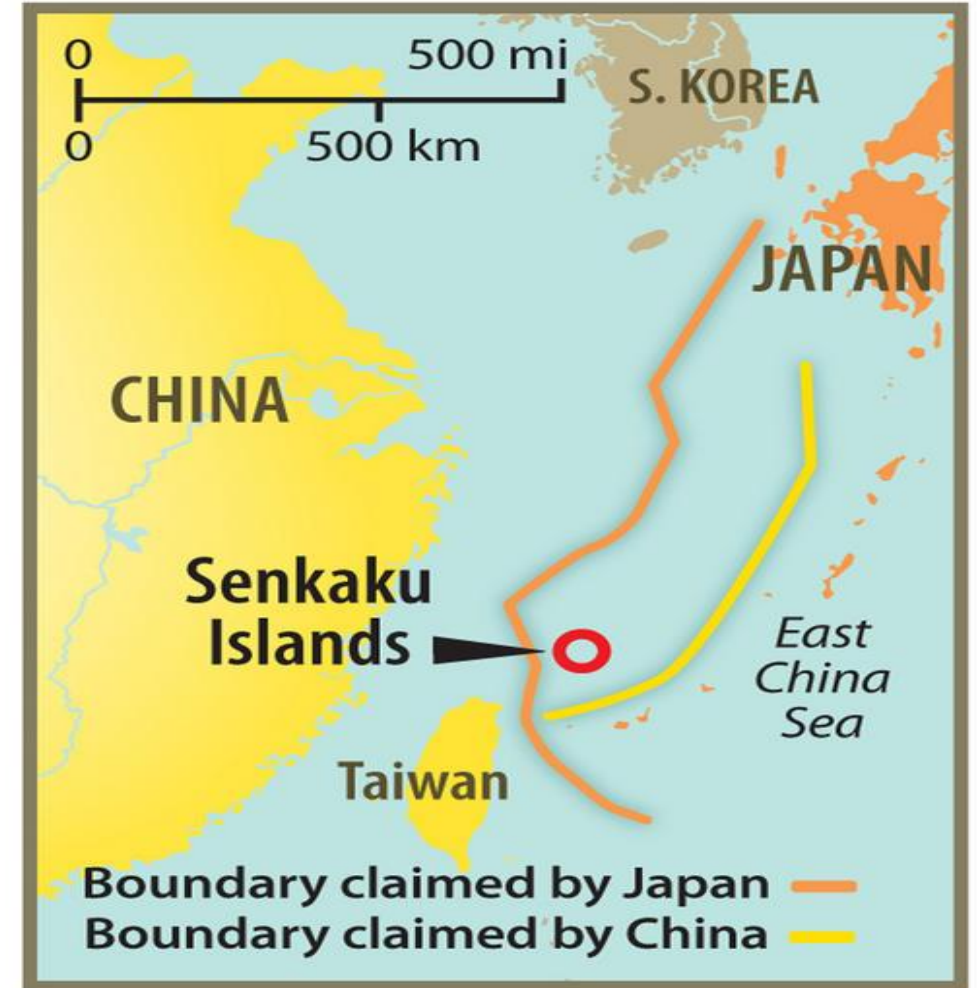 0 500 mi
0 500 km
S. KOREA
JAPAN
CHINA
Senkaku
Islands
East
China
Sea
Taiwan
Boundary claimed by Japan
Boundary claimed by China